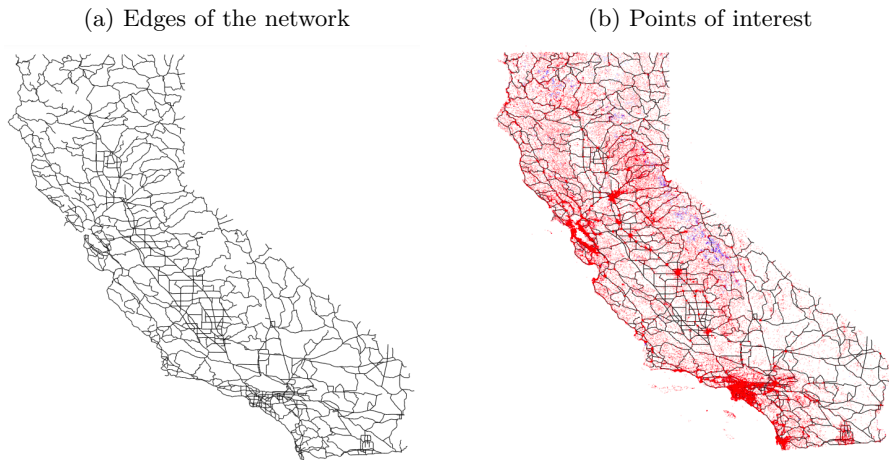 (a) Edges of the network
(b) Points of interest